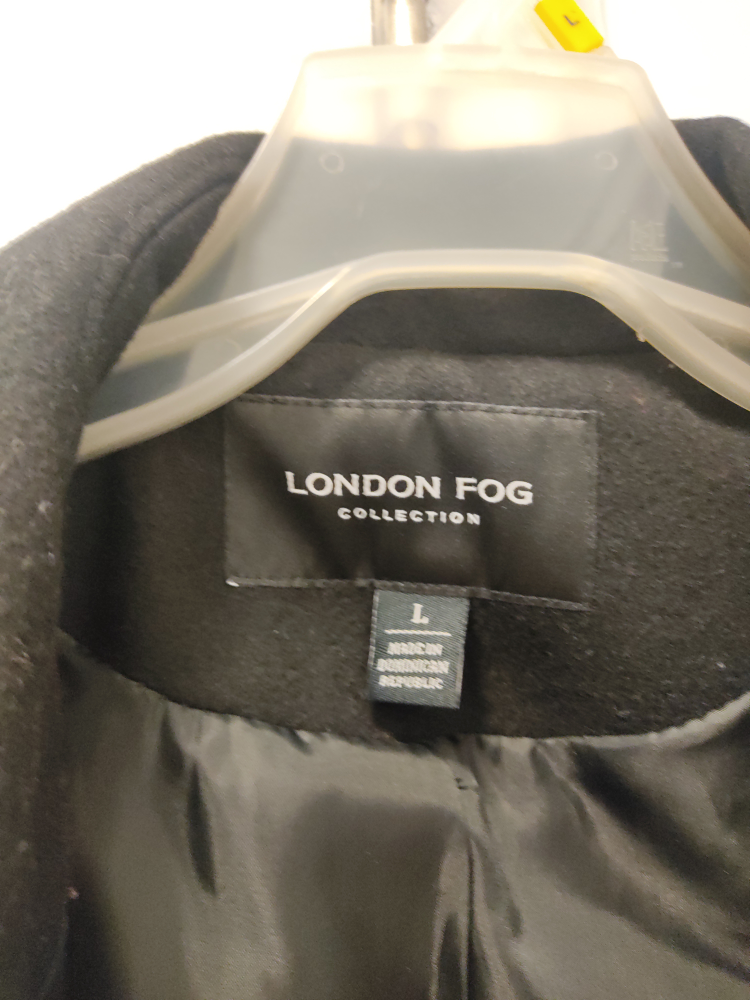 L
LONDON FOG
COLLECTION
L
MADE IN
DOMINICAN
REPUBLIC